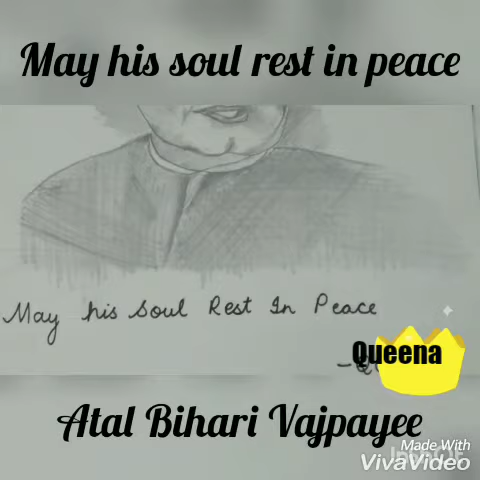 May his soul rest in peace
May his Soul Rest In Peace
Queena
Atal Bihari Vajpayee
Made With
VivaVideo